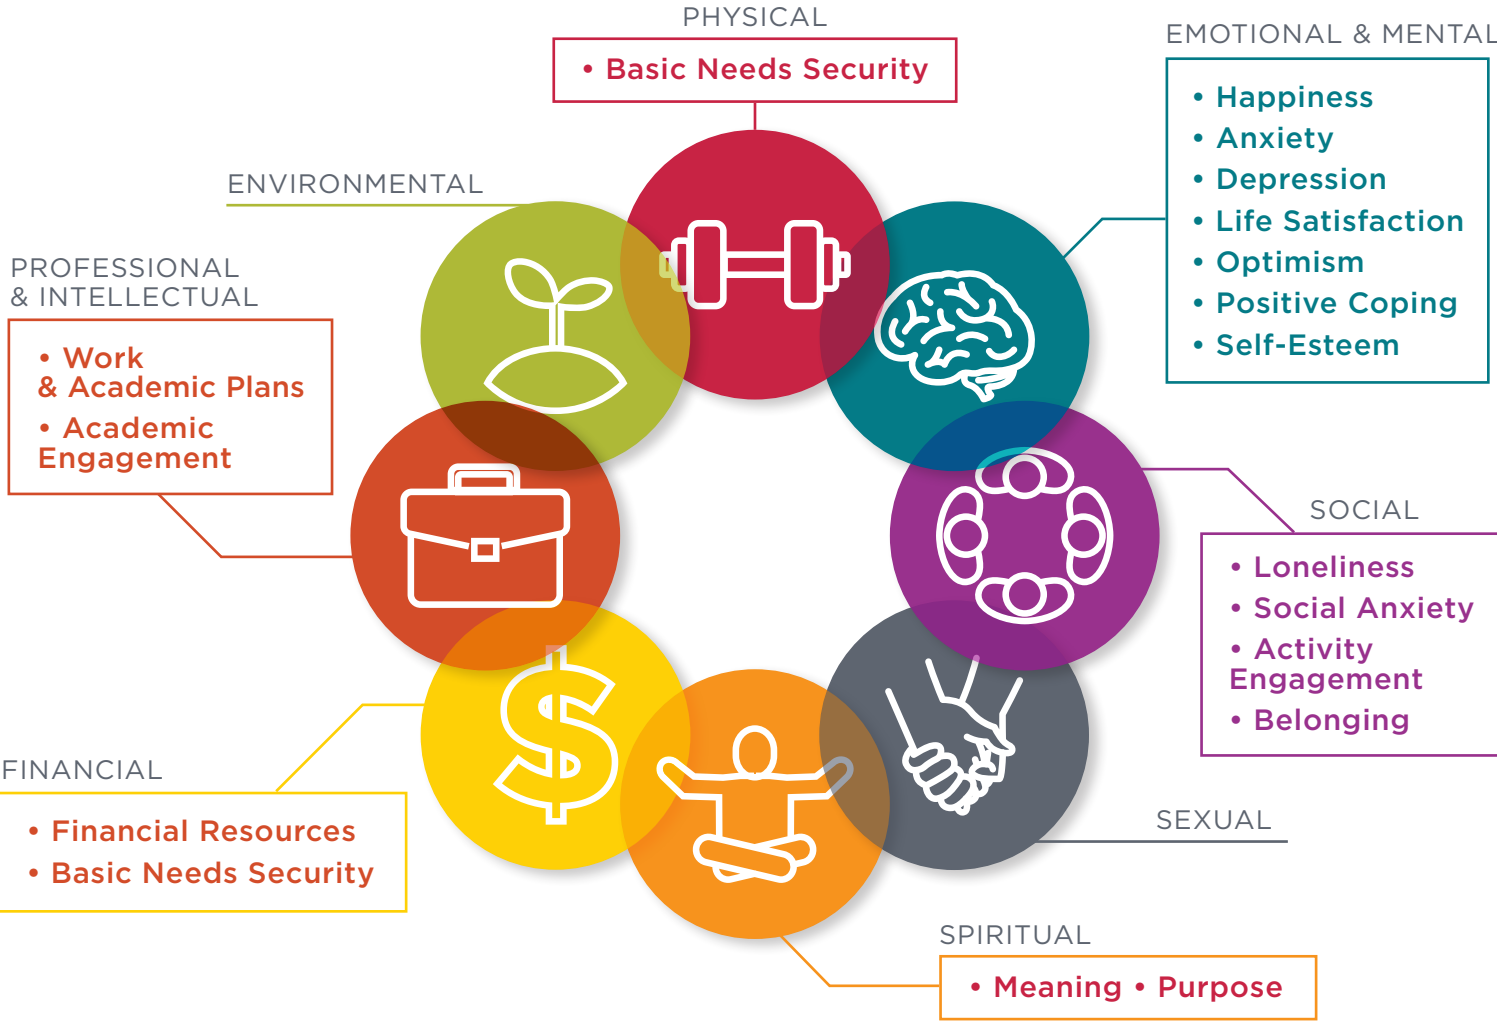 PHYSICAL
• Basic Needs Security
EMOTIONAL & MENTAL
• Happiness
• Anxiety
• Depression
• Life Satisfaction
• Optimism
• Positive Coping
• Self-Esteem
ENVIRONMENTAL
PROFESSIONAL
& INTELLECTUAL
• Work
& Academic Plans
• Academic
Engagement
SOCIAL
• Loneliness
• Social Anxiety
• Activity
Engagement
• Belonging
FINANCIAL
• Financial Resources
• Basic Needs Security
$
SEXUAL
SPIRITUAL
• Meaning • Purpose